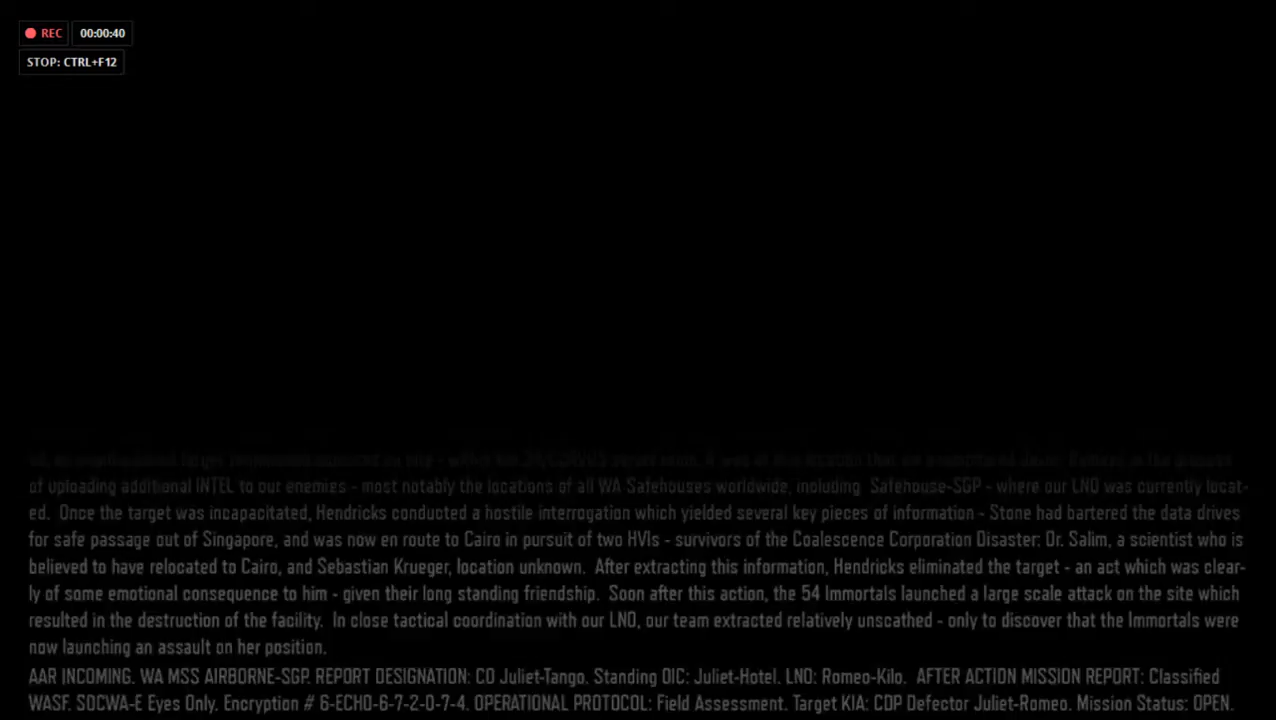 REC 00:00:40
STOP: CTRL+F12
of uploading additional INTEL to our enemies - most notably the locations of all WA Safehouses worldwide, including  Safehouse-SGP - where our LNO was currently locat-
ed.  Once the target was incapacitated, Hendricks conducted a hostile interrogation which yielded several key pieces of information - Stone had bartered the data drives
for safe passage out of Singapore, and was now en route to Cairo in pursuit of two HVIs - survivors of the Coalescence Corporation Disaster: Dr. Salim, a scientist who is
believed to have relocated to Cairo, and Sebastian Krueger, location unknown.  After extracting this information, Hendricks eliminated the target - an act which was clear-
ly of some emotional consequence to him - given their long standing friendship.  Soon after this action, the 54 Immortals launched a large scale attack on the site which
resulted in the destruction of the facility.  In close tactical coordination with our LNO, our team extracted relatively unscathed - only to discover that the Immortals were
now launching an assault on her position.
AAR INCOMING. WA MSS AIRBORNE-SGP. REPORT DESIGNATION: CO Juliet-Tango. Standing OIC: Juliet-Hotel. LNO: Romeo-Kilo.  AFTER ACTION MISSION REPORT: Classified
WASF. SOCWA-E Eyes Only. Encryption # 6-ECHO-6-7-2-0-7-4. OPERATIONAL PROTOCOL: Field Assessment. Target KIA: CDP Defector Juliet-Romeo. Mission Status: OPEN.